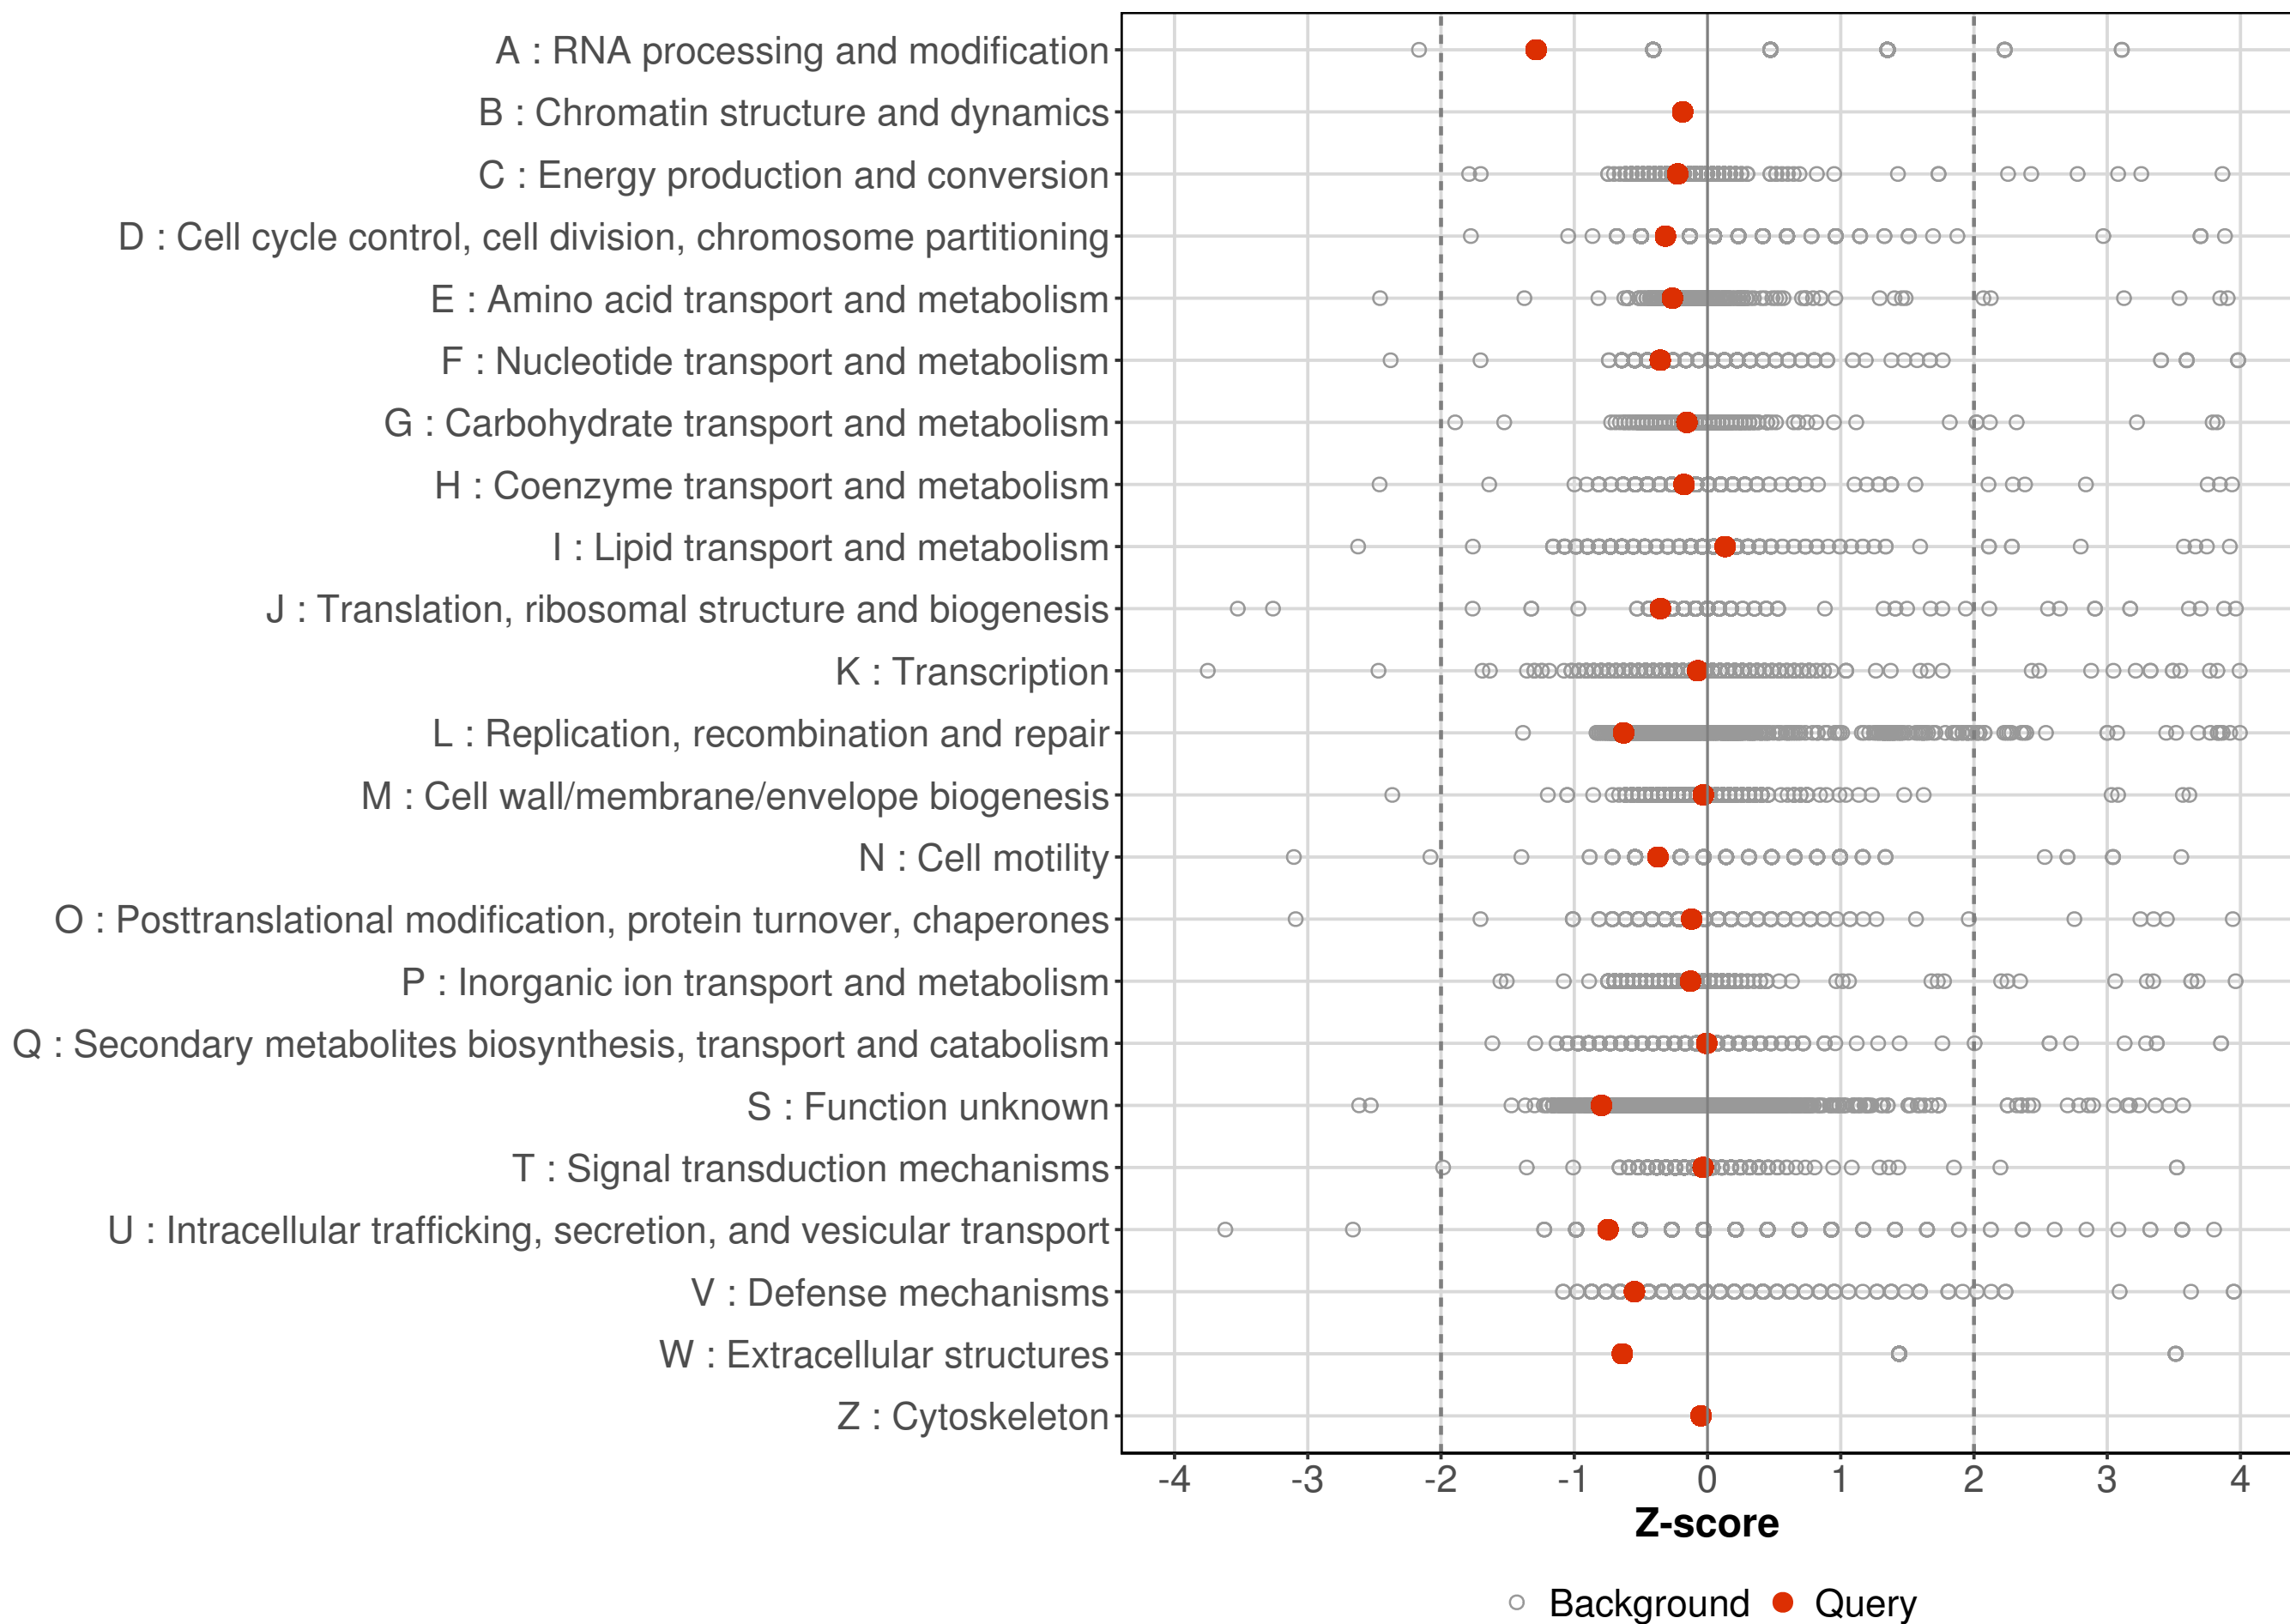 A : RNA processing and modification
B : Chromatin structure and dynamics
C : Energy production and conversion
D : Cell cycle control, cell division, chromosome partitioning
E : Amino acid transport and metabolism
F : Nucleotide transport and metabolism
G : Carbohydrate transport and metabolism
H : Coenzyme transport and metabolism
I : Lipid transport and metabolism
J : Translation, ribosomal structure and biogenesis
K : Transcription
L : Replication, recombination and repair
M : Cell wall/membrane/envelope biogenesis
N : Cell motility
O : Posttranslational modification, protein turnover, chaperones
P : Inorganic ion transport and metabolism
Q : Secondary metabolites biosynthesis, transport and catabolism
S : Function unknown
T : Signal transduction mechanisms
U : Intracellular trafficking, secretion, and vesicular transport
V : Defense mechanisms
W : Extracellular structures
Z : Cytoskeleton
-4 -3 -2 -1 0 1 2 3 4
Z-score
Background Query